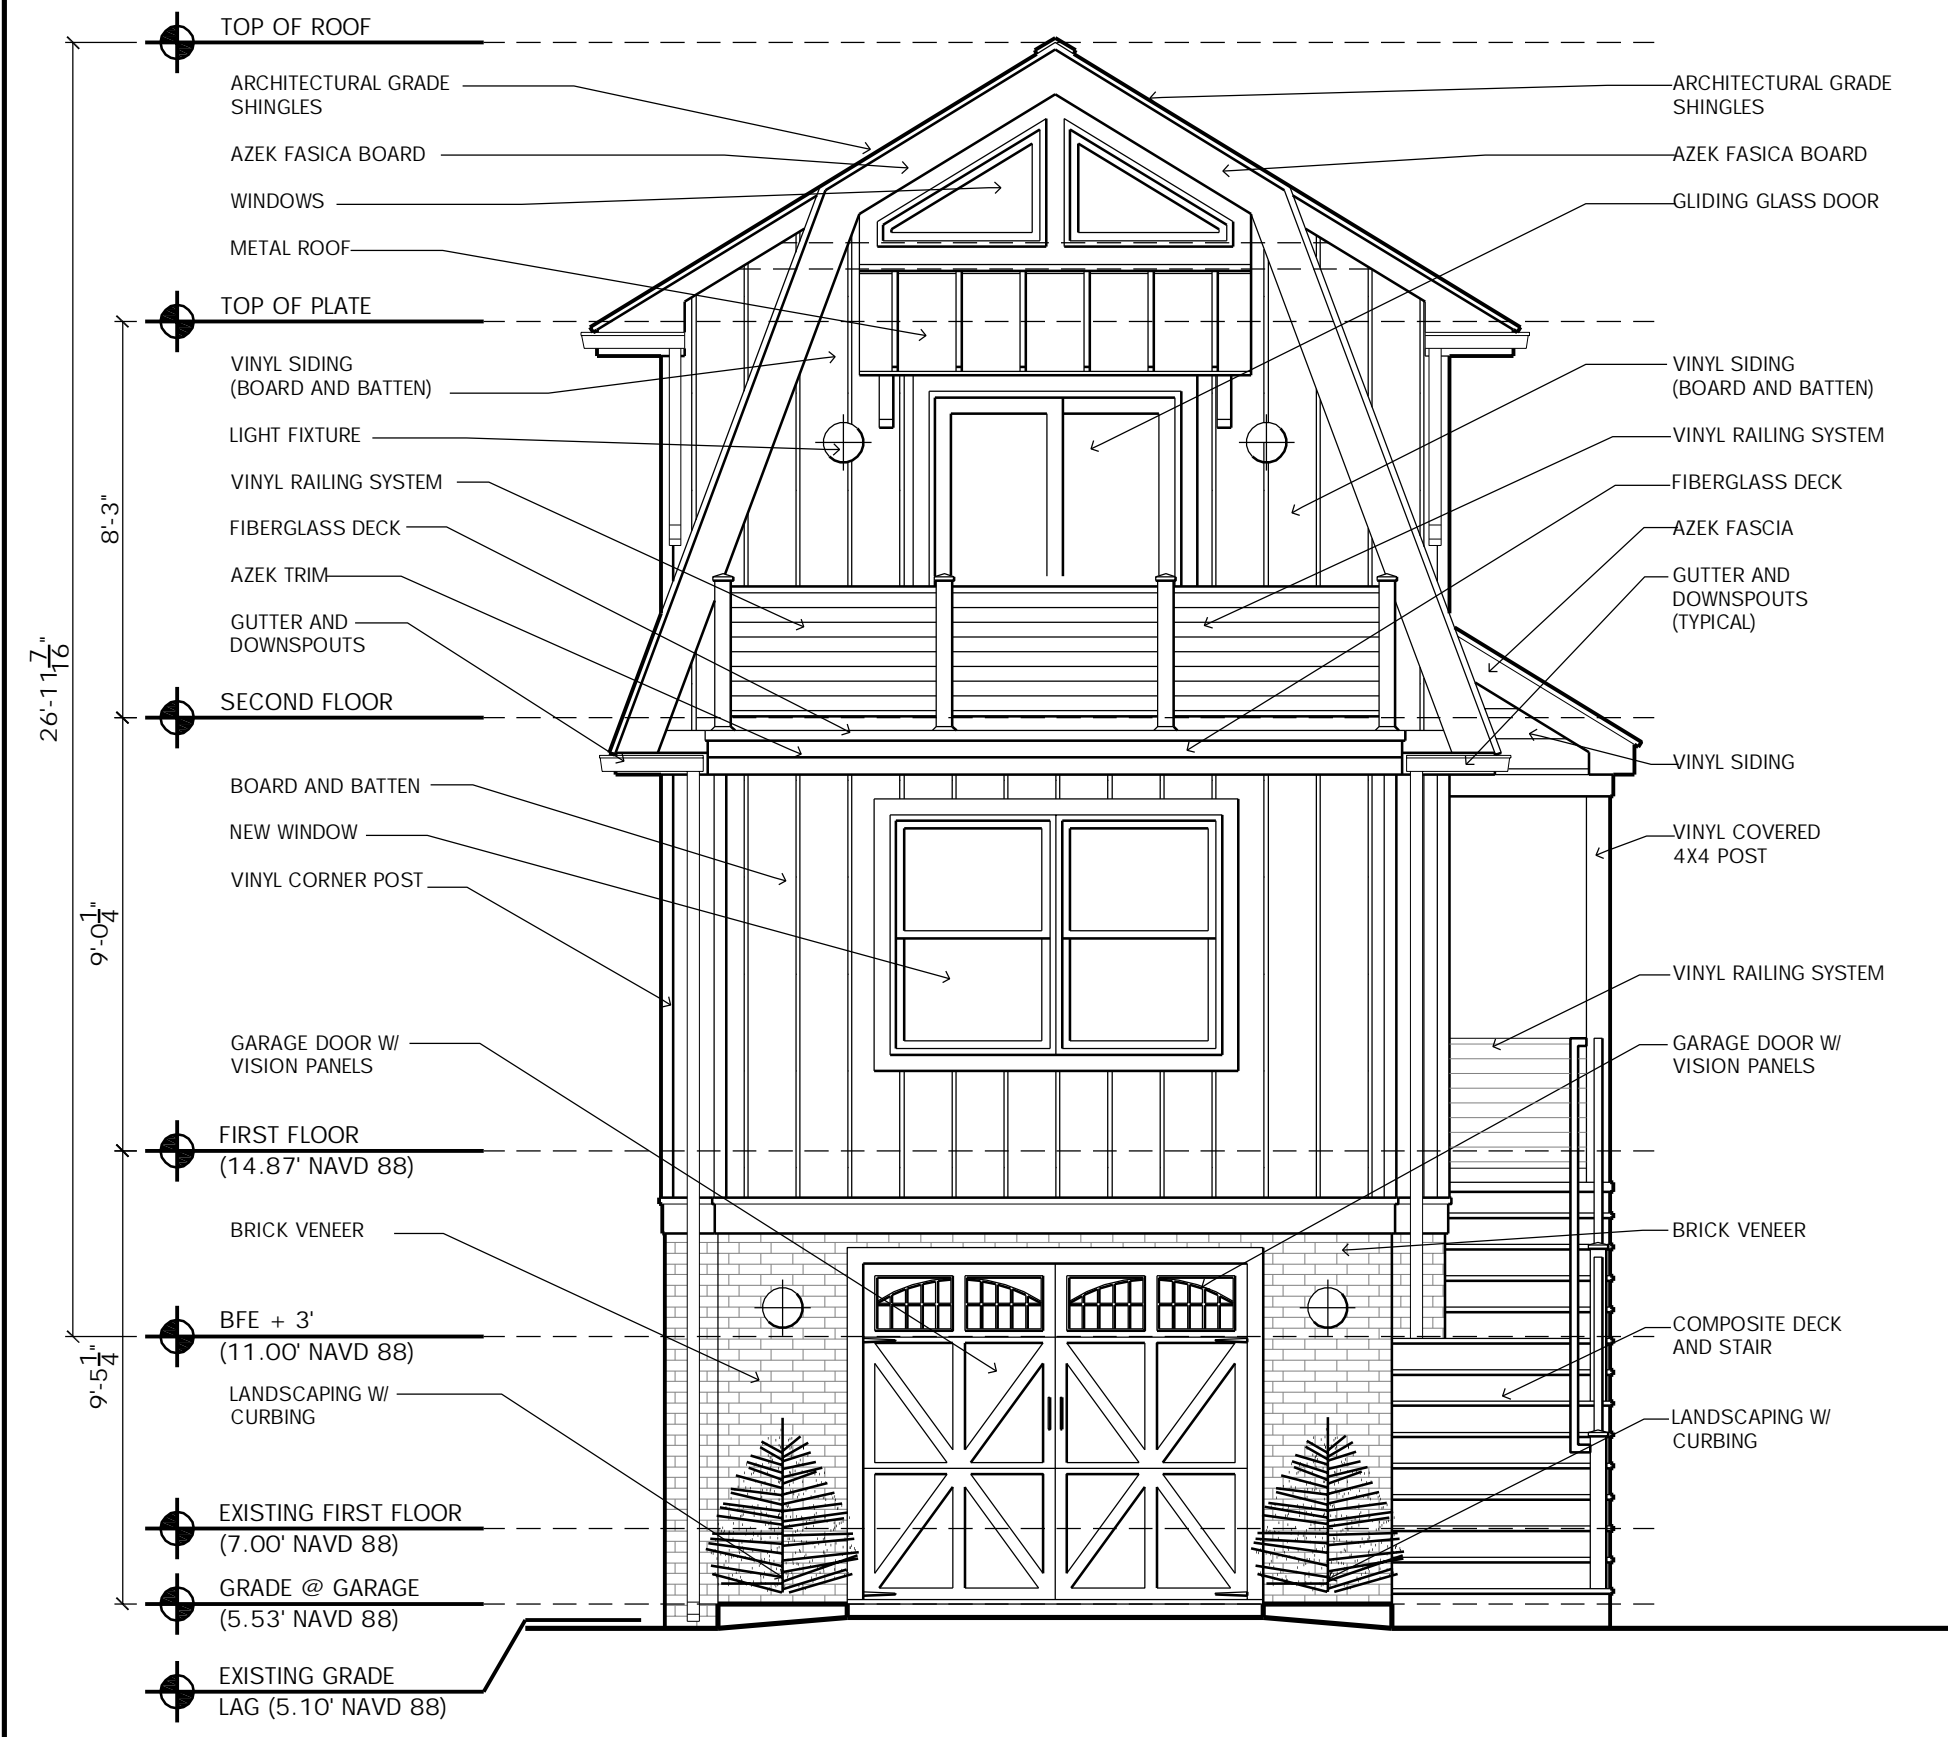 TOP OF ROOF
ARCHITECTURAL GRADE
SHINGLES
AZEK FASICA BOARD
WINDOWS
METAL ROOF
TOP OF PLATE
VINYL SIDING
(BOARD AND BATTEN)
LIGHT FIXTURE
VINYL RAILING SYSTEM
FIBERGLASS DECK
AZEK TRIM
GUTTER AND
DOWNSPOUTS
SECOND FLOOR
BOARD AND BATTEN
NEW WINDOW
VINYL CORNER POST
GARAGE DOOR W/
VISION PANELS
FIRST FLOOR
(14.87' NAVD 88)
BRICK VENEER
BFE + 3'
(11.00' NAVD 88)
LANDSCAPING W/
CURBING
EXISTING FIRST FLOOR
(7.00' NAVD 88)
GRADE @ GARAGE
(5.53' NAVD 88)
EXISTING GRADE
LAG (5.10' NAVD 88)
26'-11 7/16"
8'-3"
9'-0 1/4"
9'-5 1/4"
ARCHITECTURAL GRADE
SHINGLES
AZEK FASICA BOARD
GLIDING GLASS DOOR
VINYL SIDING
(BOARD AND BATTEN)
VINYL RAILING SYSTEM
FIBERGLASS DECK
AZEK FASCIA
GUTTER AND
DOWNSPOUTS
(TYPICAL)
VINYL SIDING
VINYL COVERED
4X4 POST
VINYL RAILING SYSTEM
GARAGE DOOR W/
VISION PANELS
BRICK VENEER
COMPOSITE DECK
AND STAIR
LANDSCAPING W/
CURBING